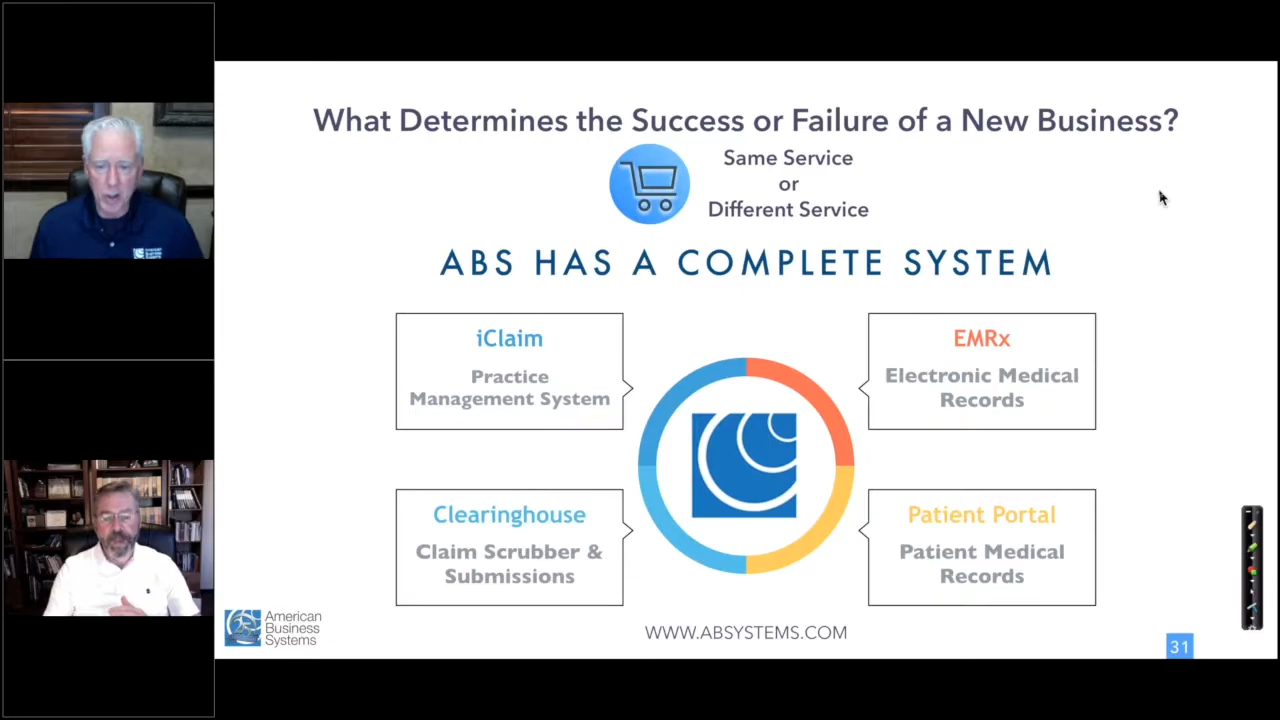 What Determines the Success or Failure of a New Business?
Same Service
or
Different Service
ABS HAS A COMPLETE SYSTEM
iClaim
Practice
Management System
EMRx
Electronic Medical
Records
Clearinghouse
Claim Scrubber &
Submissions
Patient Portal
Patient Medical
Records
American
Business
Systems
WWW.ABSYSTEMS.COM
31